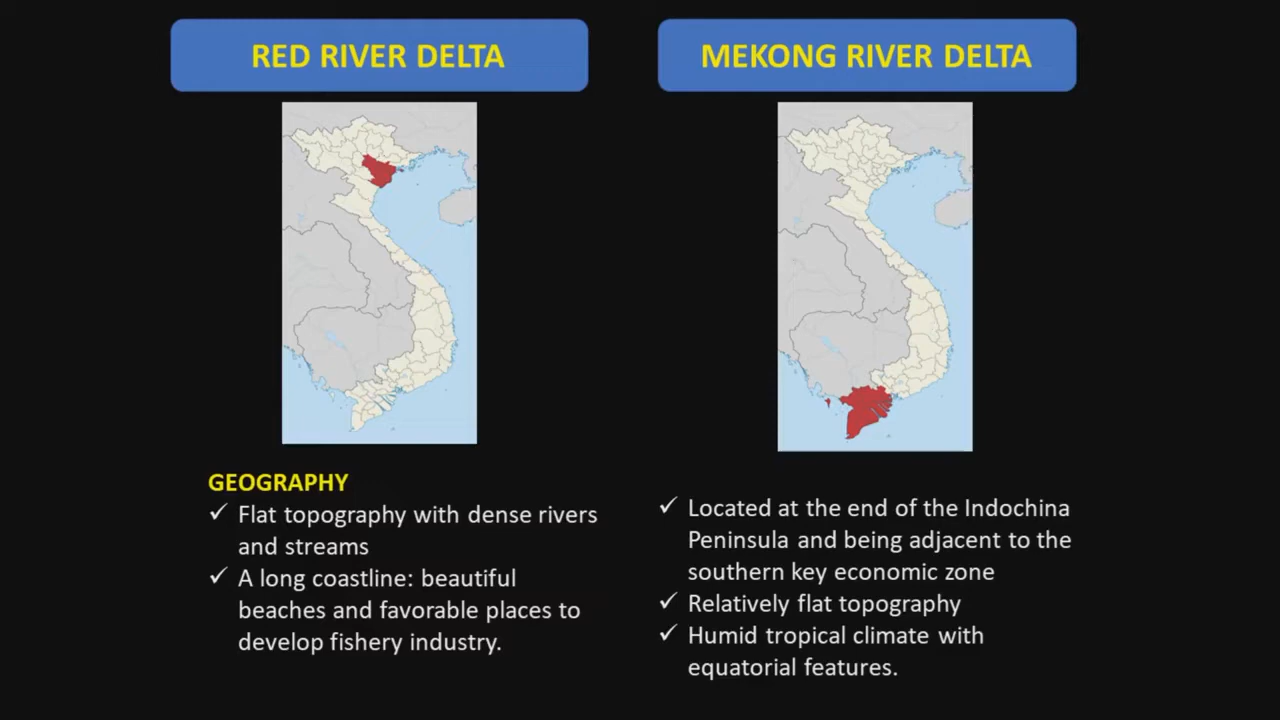 RED RIVER DELTA
MEKONG RIVER DELTA
GEOGRAPHY
✓ Flat topography with dense rivers
and streams
✓ A long coastline: beautiful
beaches and favorable places to
develop fishery industry.
✓ Located at the end of the Indochina
Peninsula and being adjacent to the
southern key economic zone
✓ Relatively flat topography
✓ Humid tropical climate with
equatorial features.